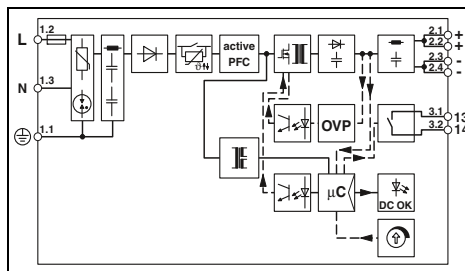 L
1.2
N
1.3
1.1
ϑ
active
PFC
OVP
μC
DC OK
2.1
+
2.2
+
2.3
-
2.4
-
3.1
13
3.2
14